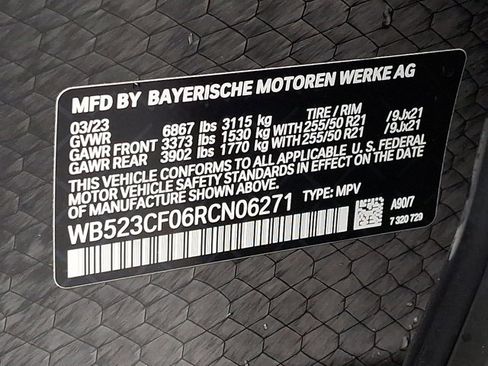 MFD BY BAYERISCHE MOTOREN WERKE AG
03/23 TIRE / RIM
GVWR 6867 lbs 3115 kg
GAWR FRONT 3373 lbs 1530 kg WITH 255/50 R21 /9Jx21
GAWR REAR 3902 lbs 1770 kg WITH 255/50 R21 /9Jx21
THIS VEHICLE CONFORMS TO ALL APPLICABLE U. S. FEDERAL
MOTOR VEHICLE SAFETY STANDARDS IN EFFECT ON THE DATE
OF MANUFACTURE SHOWN ABOVE.
WB523CF06RCN06271 TYPE: MPV
A90/7
7 320 729